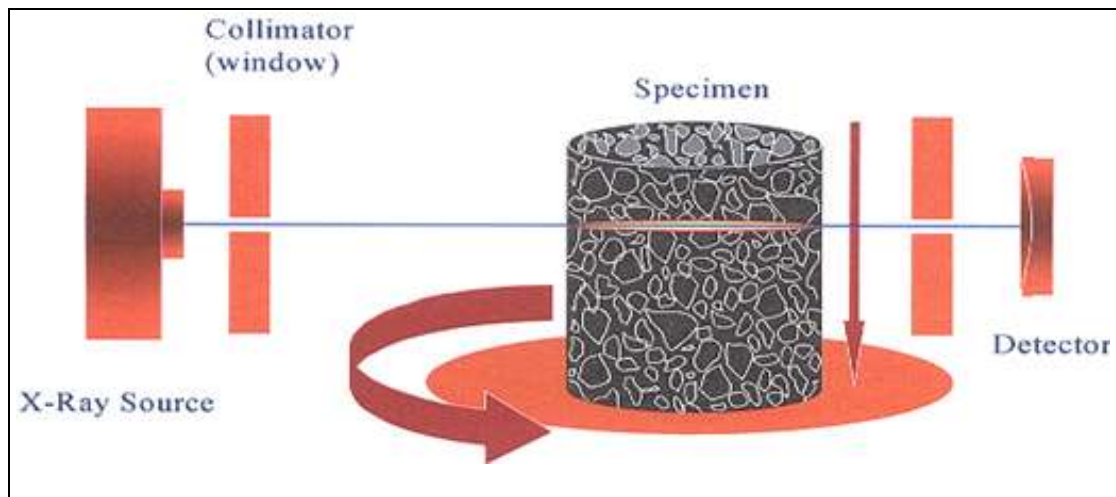 Collimator
(window)
Specimen
X-Ray Source
Detector